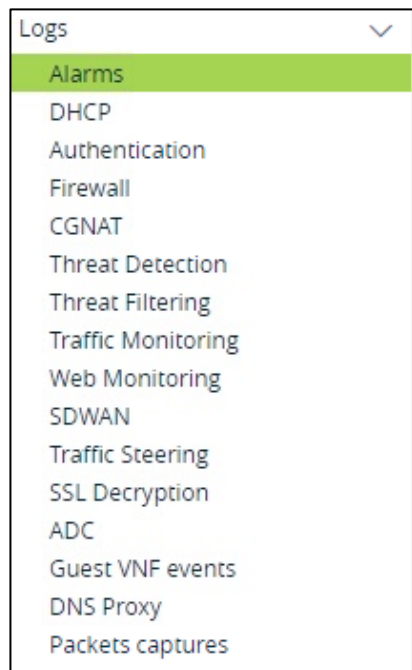 Logs
Alarms
DHCP
Authentication
Firewall
CGNAT
Threat Detection
Threat Filtering
Traffic Monitoring
Web Monitoring
SDWAN
Traffic Steering
SSL Decryption
ADC
Guest VNF events
DNS Proxy
Packets captures